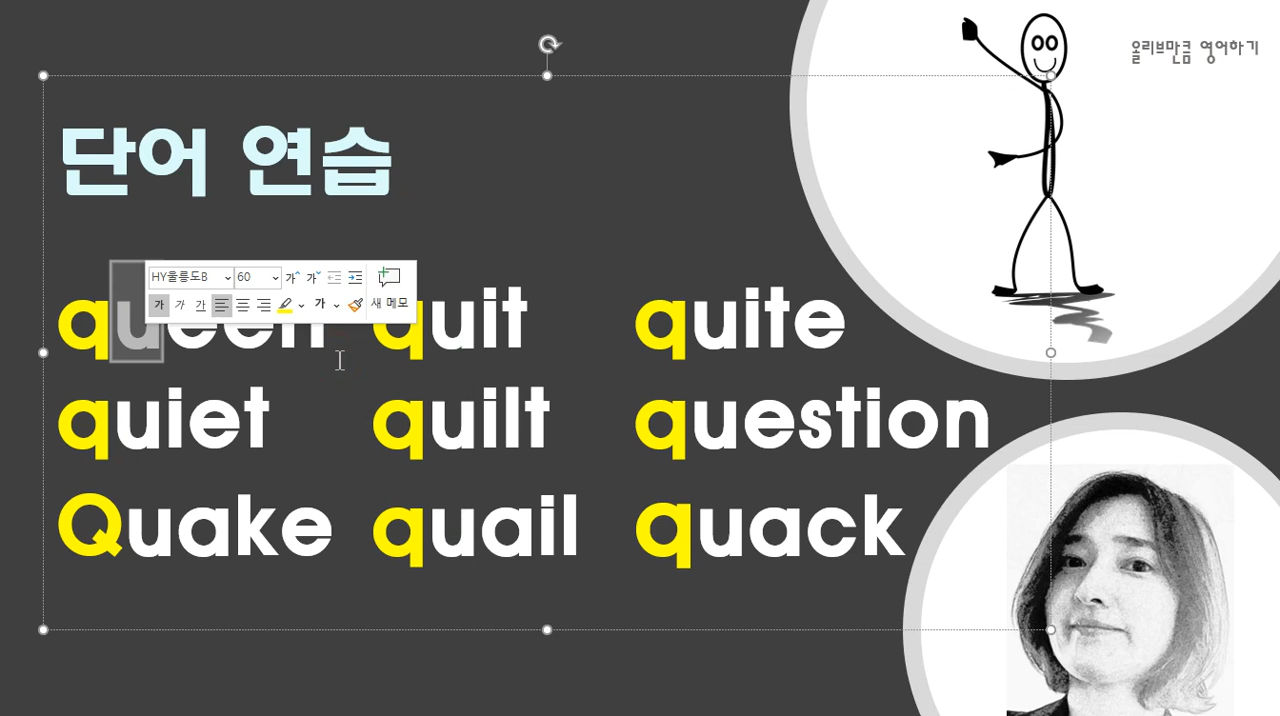 올리브만큼 영어하기
단어 연습
HY울릉도B 60 가 가
가 가 가 가 새 메모
queen quit quite
quiet quilt question
Quake quail quack